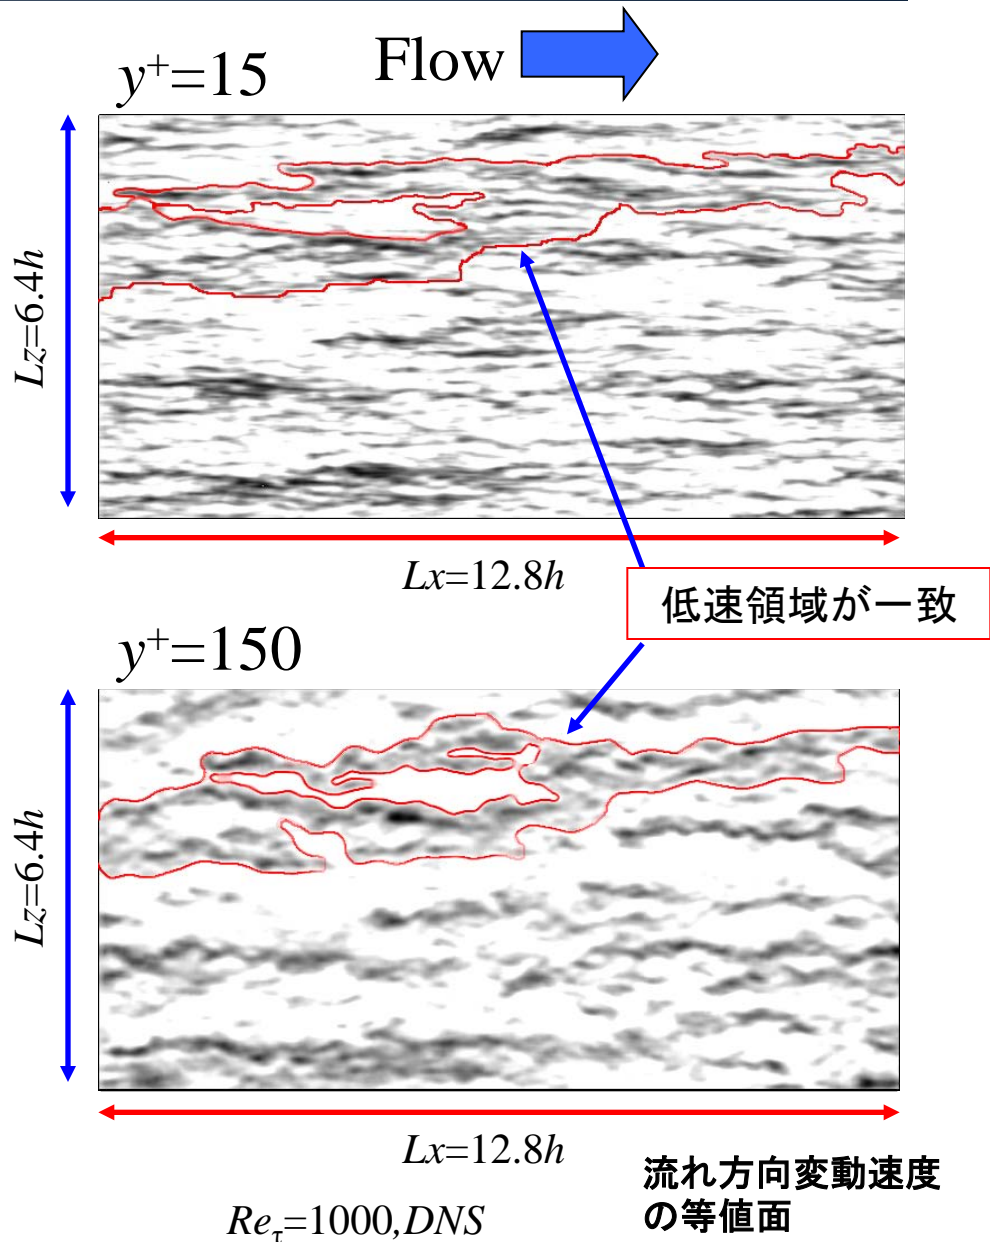 Flow
y⁺=15
Lz=6.4h
Lx=12.8h
低速領域が一致
y⁺=150
Lz=6.4h
Lx=12.8h
流れ方向変動速度
の等値面
Reτ=1000,DNS